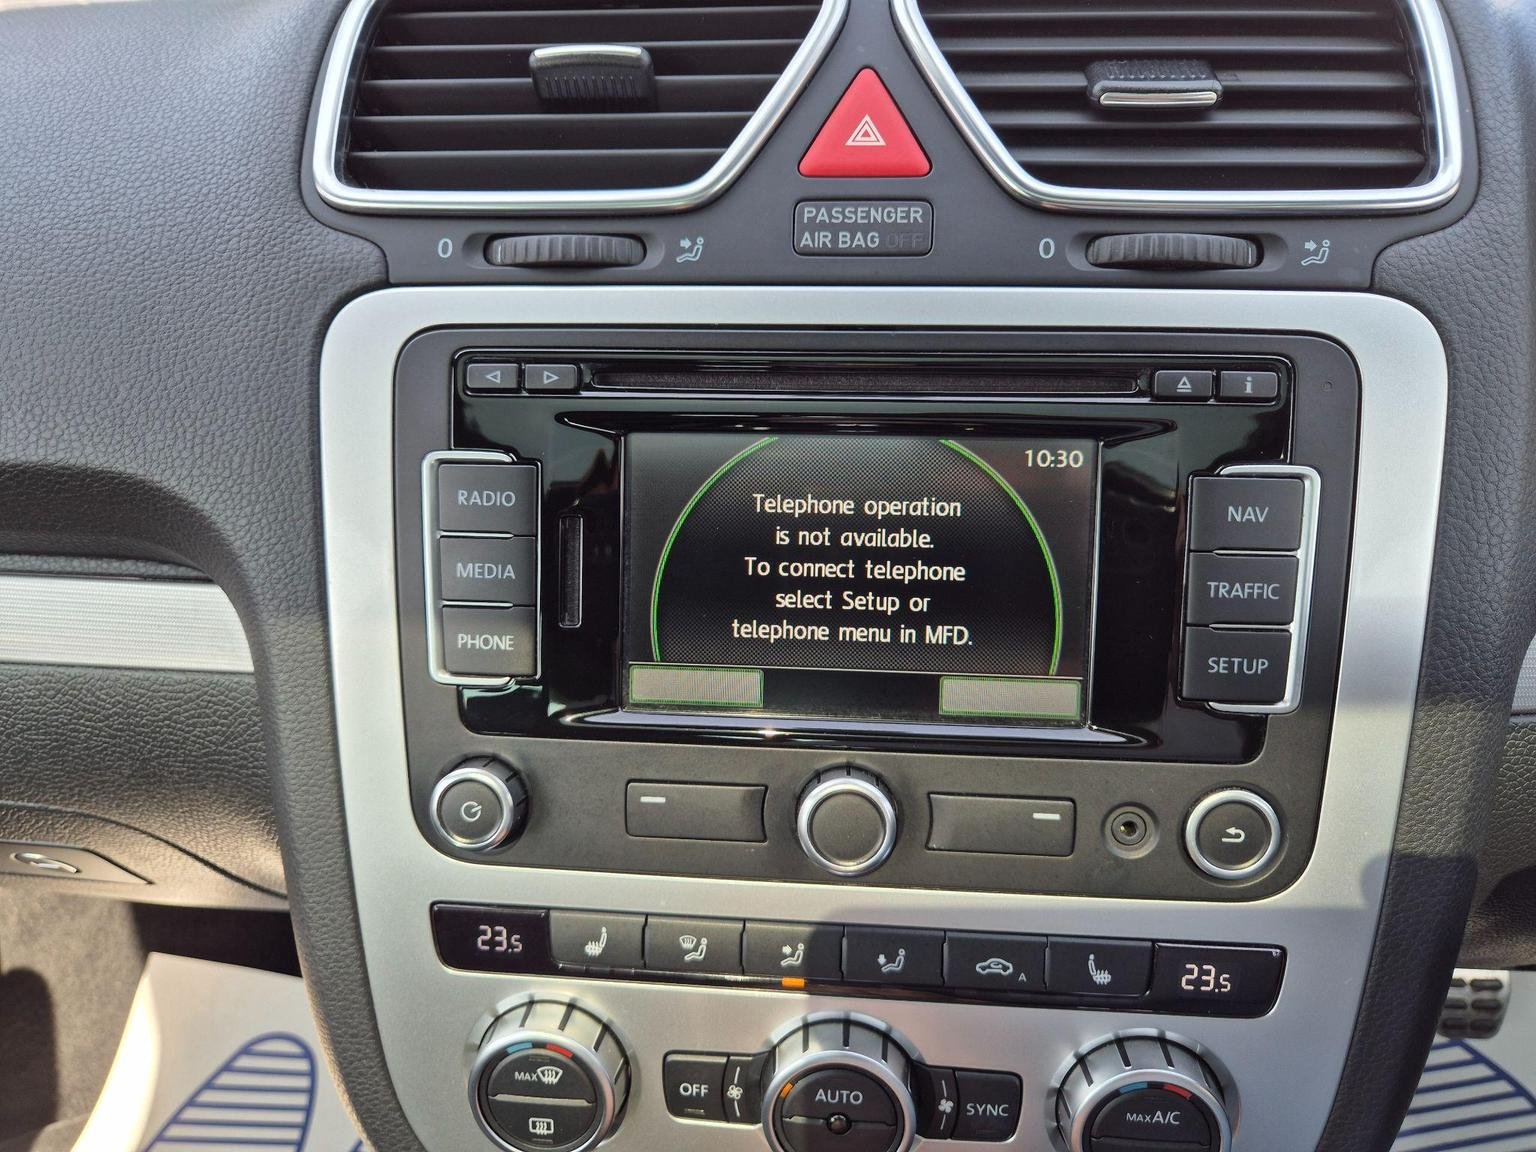 PASSENGER
AIR BAG OFF
0
0
i
10:30
RADIO
MEDIA
PHONE
Telephone operation
is not available.
To connect telephone
select Setup or
telephone menu in MFD.
NAV
TRAFFIC
SETUP
23.5
A
23.5
MAX
OFF
AUTO
SYNC
MAX A/C